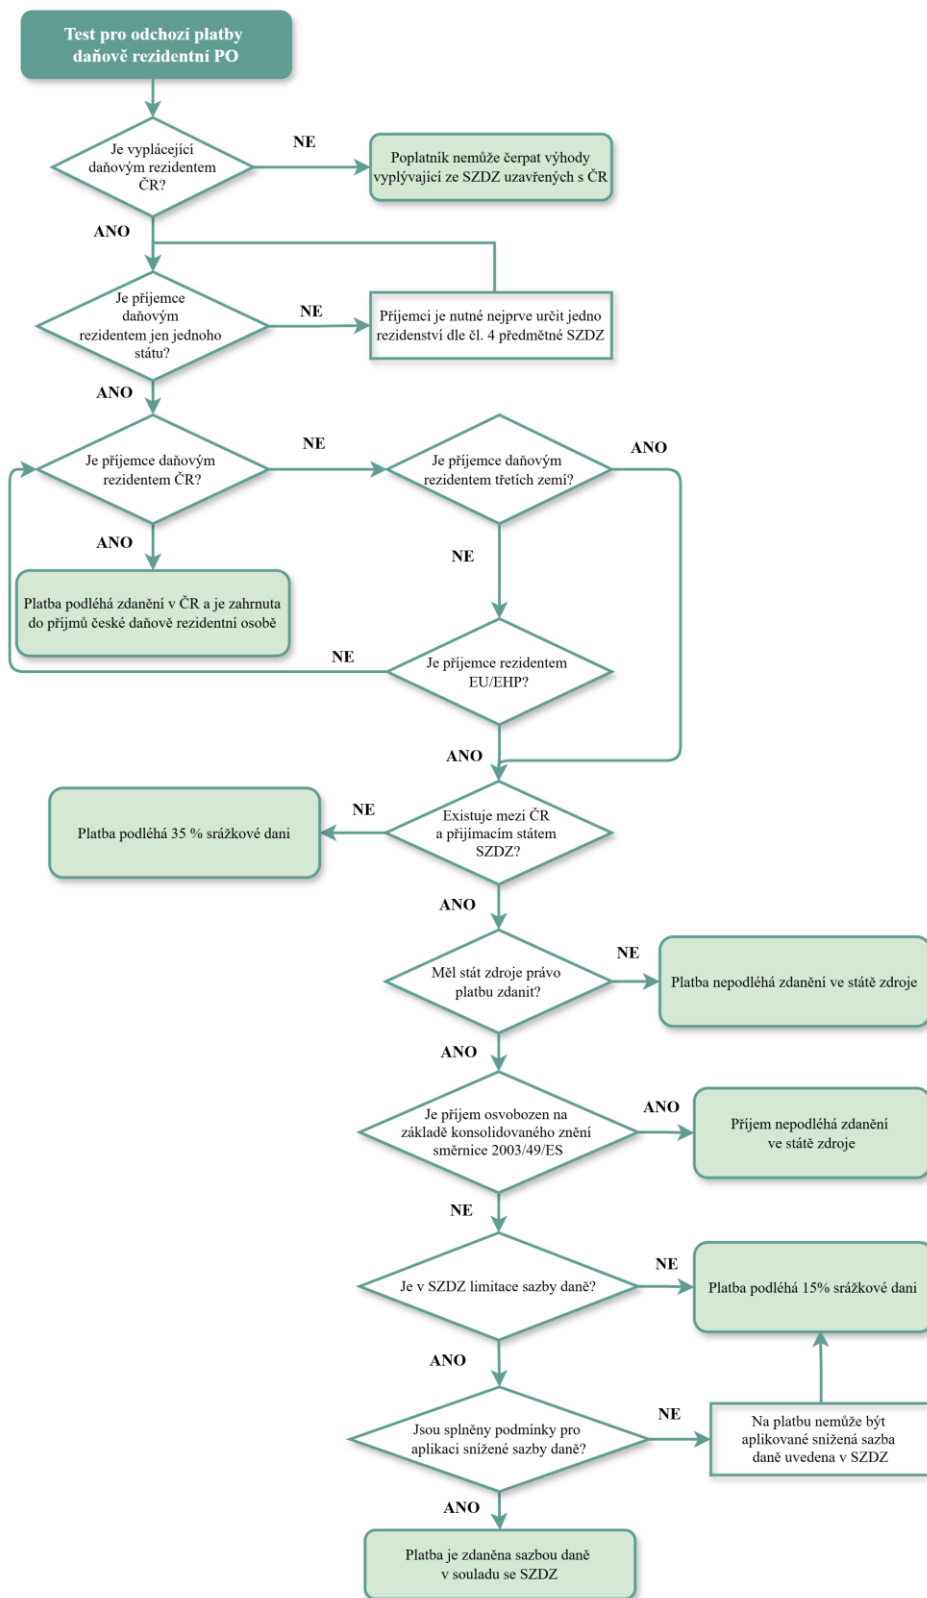 Test pro odchozí platby
daňově rezidentní PO
Je vyplácející
daňovým rezidentem
ČR?
NE
Poplatník nemůže čerpat výhody
vyplývající ze SZDZ uzavřených s ČR
ANO
Je příjemce
daňovým
rezidentem jen jednoho
státu?
NE
Příjemci je nutné nejprve určit jedno
rezidenství dle čl. 4 předmětné SZDZ
ANO
Je příjemce daňovým
rezidentem ČR?
NE
Je příjemce daňovým
rezidentem třetích zemí?
ANO
ANO
NE
Platba podléhá zdanění v ČR a je zahrnuta
do příjmů české daňově rezidentní osobě
NE
Je příjemce rezidentem
EU/EHP?
ANO
Existuje mezi ČR
a přijímacím státem
SZDZ?
NE
Platba podléhá 35 % srážkové dani
ANO
Měl stát zdroje právo
platbu zdanit?
NE
Platba nepodléhá zdanění ve státě zdroje
ANO
Je příjem osvobozen na
základě konsolidovaného znění
směrnice 2003/49/ES
ANO
Příjem nepodléhá zdanění
ve státě zdroje
NE
Je v SZDZ limitace sazby daně?
NE
Platba podléhá 15% srážkové dani
ANO
Jsou splněny podmínky pro
aplikaci snížené sazby daně?
NE
Na platbu nemůže být
aplikované snížená sazba
daně uvedena v SZDZ
ANO
Platba je zdaněna sazbou daně
v souladu se SZDZ